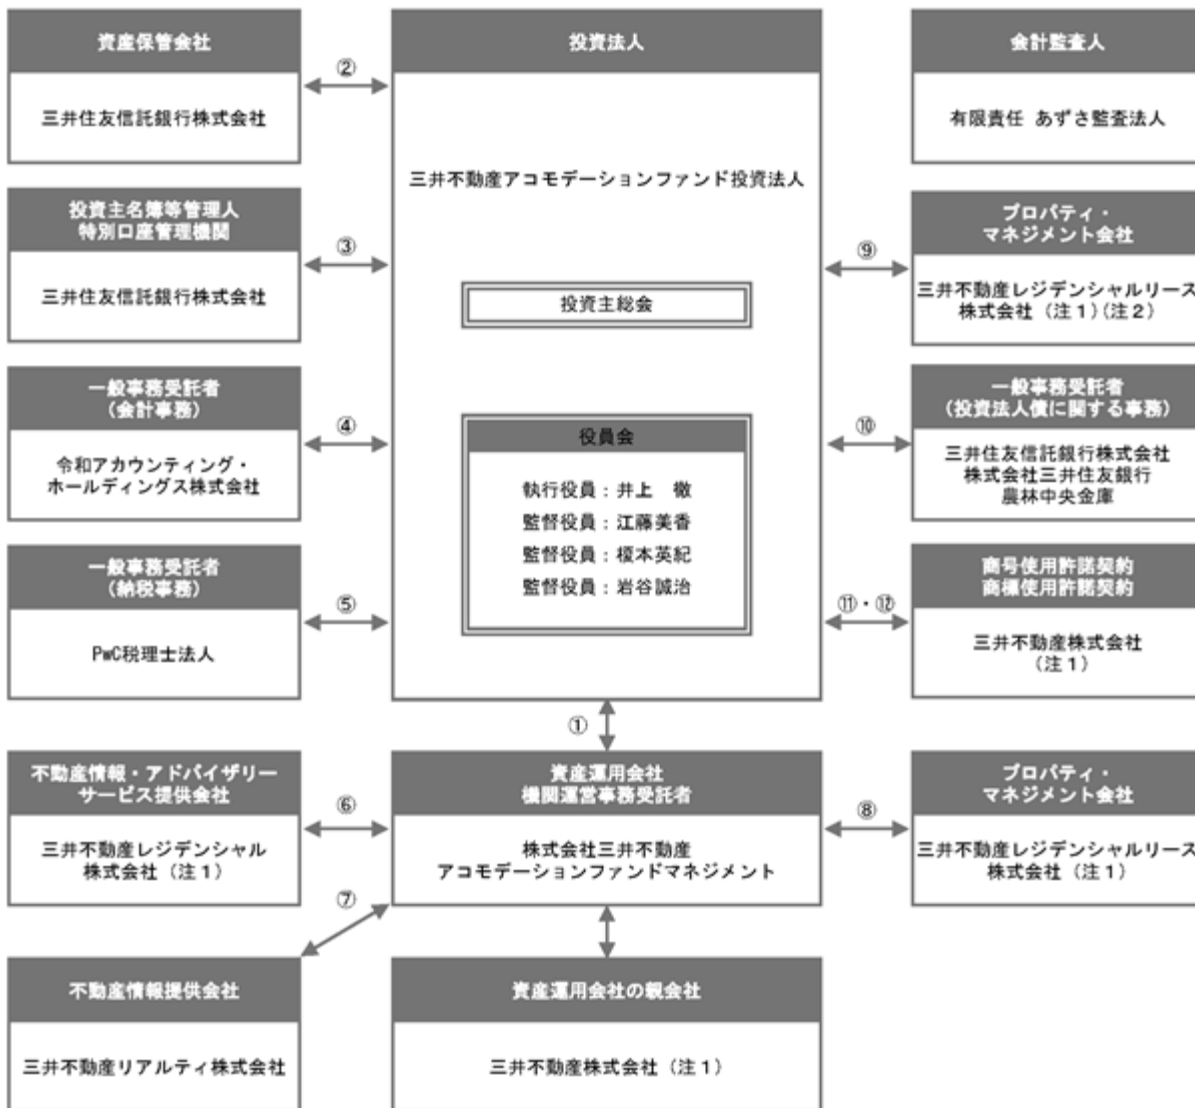 資産保管会社
三井住友信託銀行株式会社
②
投資法人
三井不動産アコモデーションファンド投資法人
投資主総会
役員会
執行役員：井上　徹
監督役員：江藤美香
監督役員：榎本英紀
監督役員：岩谷誠治
会計監査人
有限責任 あずさ監査法人
投資主名簿等管理人
特別口座管理機関
三井住友信託銀行株式会社
③
⑨
プロパティ・
マネジメント会社
三井不動産レジデンシャルリース
株式会社（注１）（注２）
一般事務受託者
（会計事務）
令和アカウンティング・
ホールディングス株式会社
④
⑩
一般事務受託者
（投資法人債に関する事務）
三井住友信託銀行株式会社
株式会社三井住友銀行
農林中央金庫
一般事務受託者
（納税事務）
PwC税理士法人
⑤
⑪・⑫
商号使用許諾契約
商標使用許諾契約
三井不動産株式会社
（注１）
①
不動産情報・アドバイザリー
サービス提供会社
三井不動産レジデンシャル
株式会社（注１）
⑥
資産運用会社
機関運営事務受託者
株式会社三井不動産
アコモデーションファンドマネジメント
⑧
プロパティ・
マネジメント会社
三井不動産レジデンシャルリース
株式会社（注１）
⑦
不動産情報提供会社
三井不動産リアルティ株式会社
資産運用会社の親会社
三井不動産株式会社（注１）